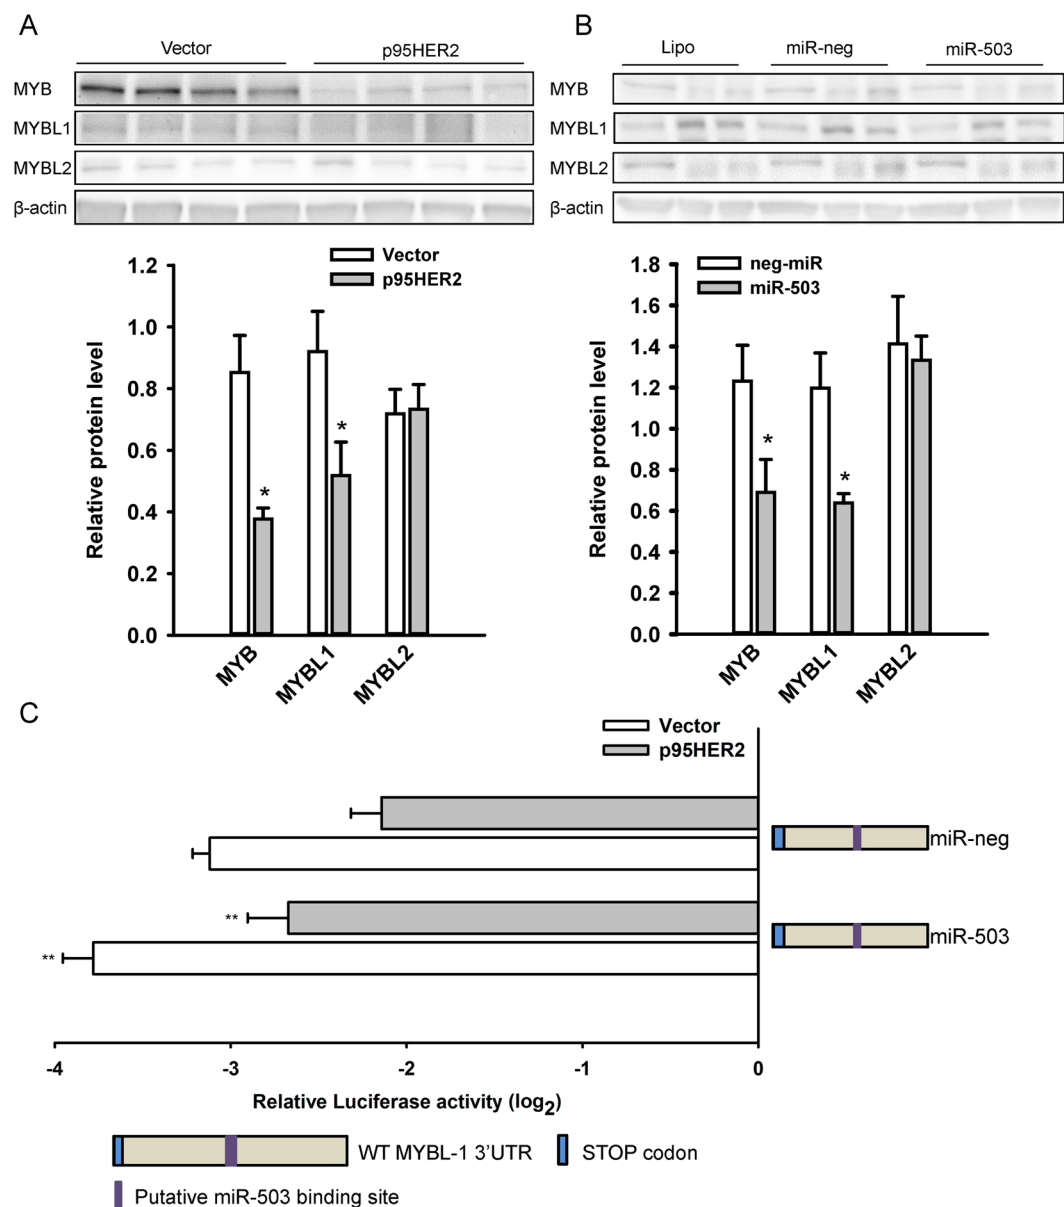 A
B
Vector
p95HER2
Lipo
miR-neg
miR-503
MYB
MYBL1
MYBL2
β-actin
MYB
MYBL1
MYBL2
β-actin
Vector
p95HER2
1.2
1.0
0.8
0.6
0.4
0.2
0.0
Relative protein level
*
*
MYB
MYBL1
MYBL2
neg-miR
miR-503
1.8
1.6
1.4
1.2
1.0
0.8
0.6
0.4
0.2
0.0
Relative protein level
*
*
MYB
MYBL1
MYBL2
C
Vector
p95HER2
miR-neg
**
miR-503
**
-4
-3
-2
-1
0
Relative Luciferase activity (log2)
WT MYBL-1 3'UTR
STOP codon
Putative miR-503 binding site